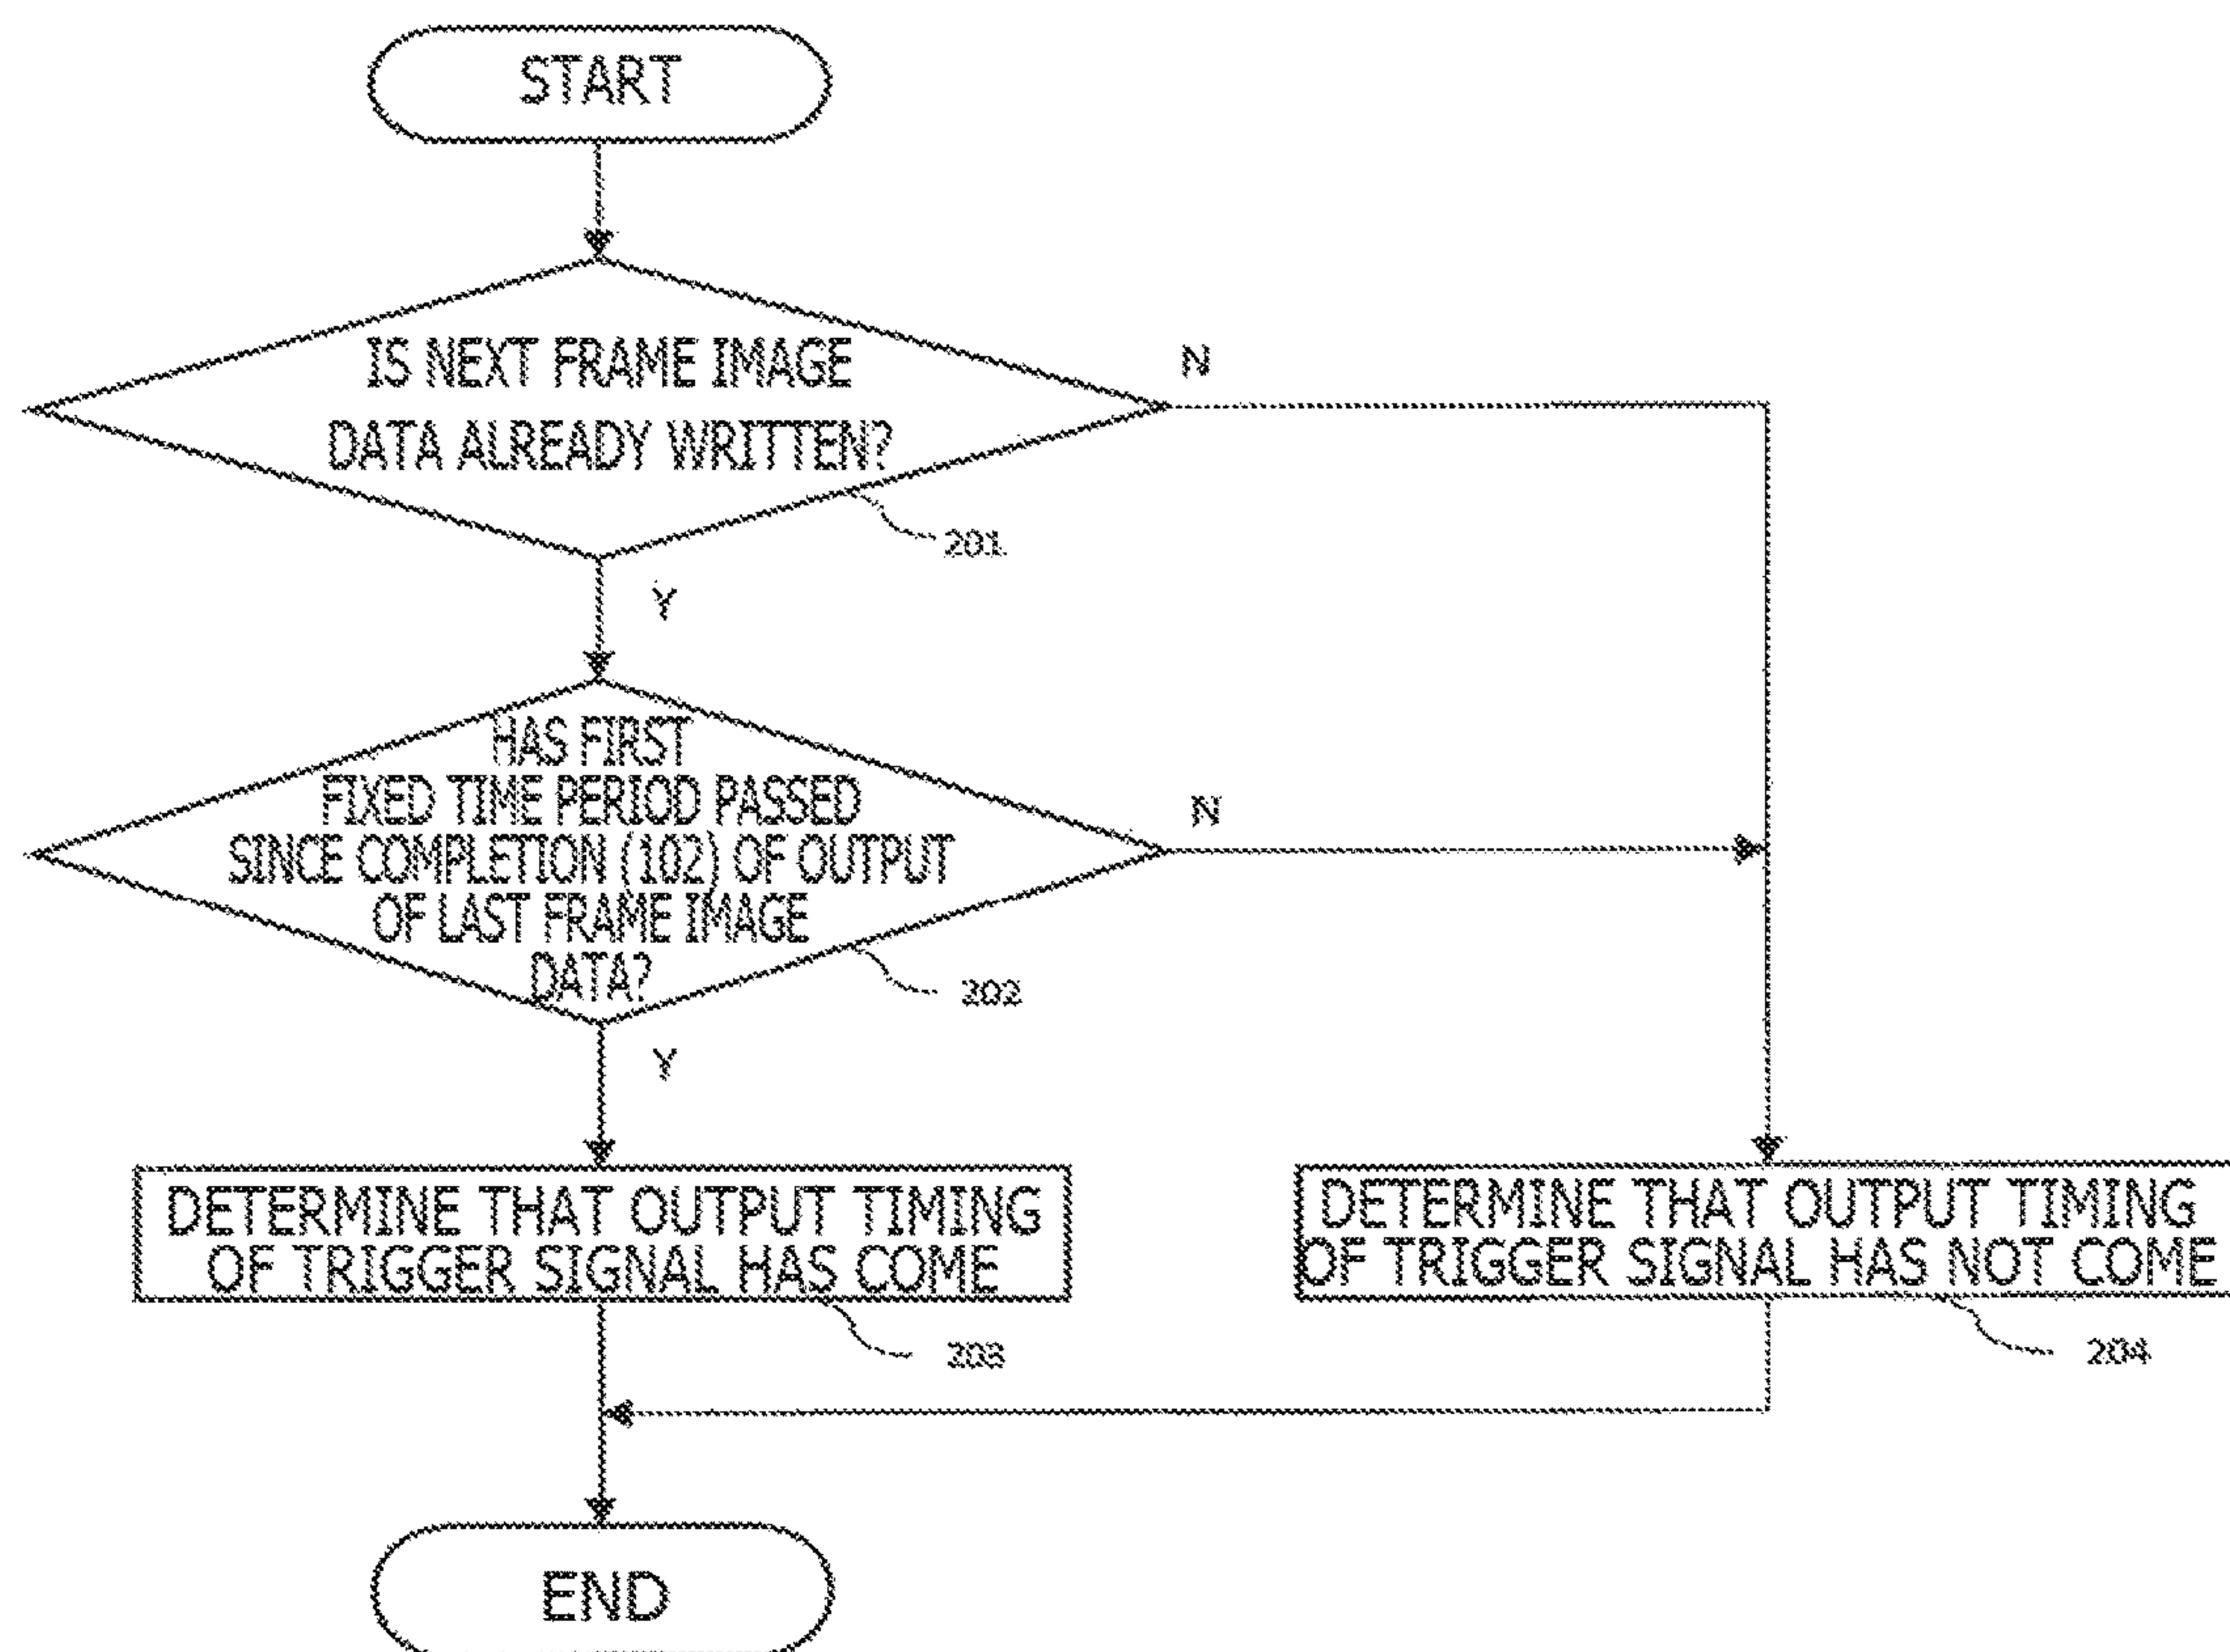 START
IS NEXT FRAME IMAGE
DATA ALREADY WRITTEN?
N
201
Y
HAS FIRST
FIXED TIME PERIOD PASSED
SINCE COMPLETION (102) OF OUTPUT
OF LAST FRAME IMAGE
DATA?
N
202
Y
DETERMINE THAT OUTPUT TIMING
OF TRIGGER SIGNAL HAS COME
203
DETERMINE THAT OUTPUT TIMING
OF TRIGGER SIGNAL HAS NOT COME
204
END